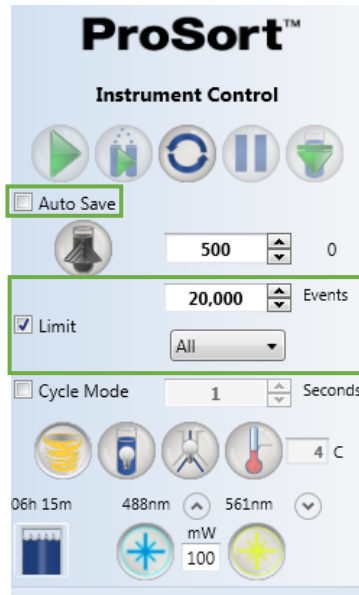 ProSort™
Instrument Control
Auto Save
500 0
20,000 Events
Limit
All
Cycle Mode 1 Seconds
4 C
06h 15m 488nm 561nm
mW
100